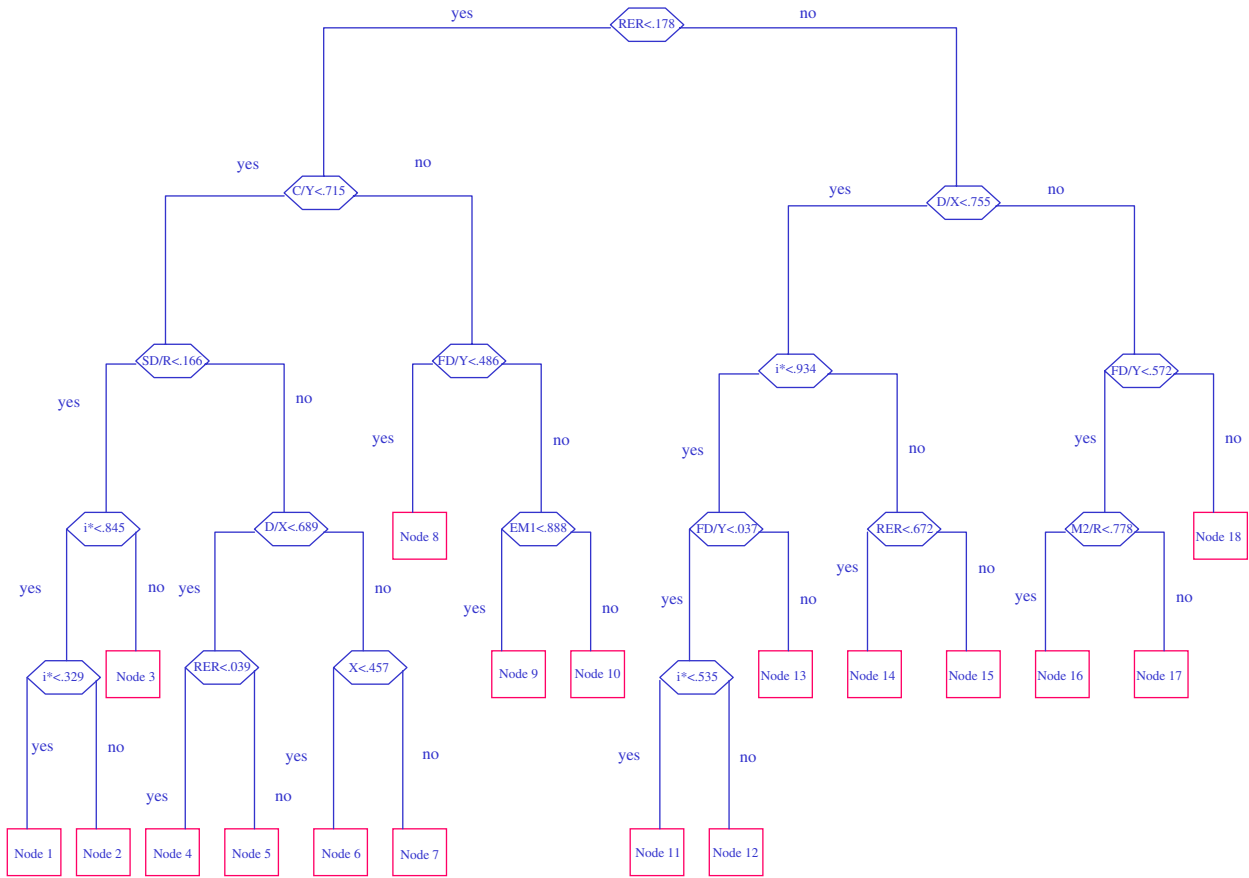 yes
RER<.178
no
yes
C/Y<.715
no
yes
D/X<.755
no
SD/R<.166
FD/Y<.486
i*<.934
FD/Y<.572
yes
no
yes
no
yes
no
yes
no
i*<.845
D/X<.689
Node 8
EM1<.888
FD/Y<.037
RER<.672
M2/R<.778
Node 18
yes
no
yes
no
yes
no
yes
no
yes
no
yes
no
i*<.329
Node 3
RER<.039
X<.457
Node 9
Node 10
i*<.535
Node 13
Node 14
Node 15
Node 16
Node 17
yes
no
yes
no
yes
no
yes
no
Node 1
Node 2
Node 4
Node 5
Node 6
Node 7
Node 11
Node 12